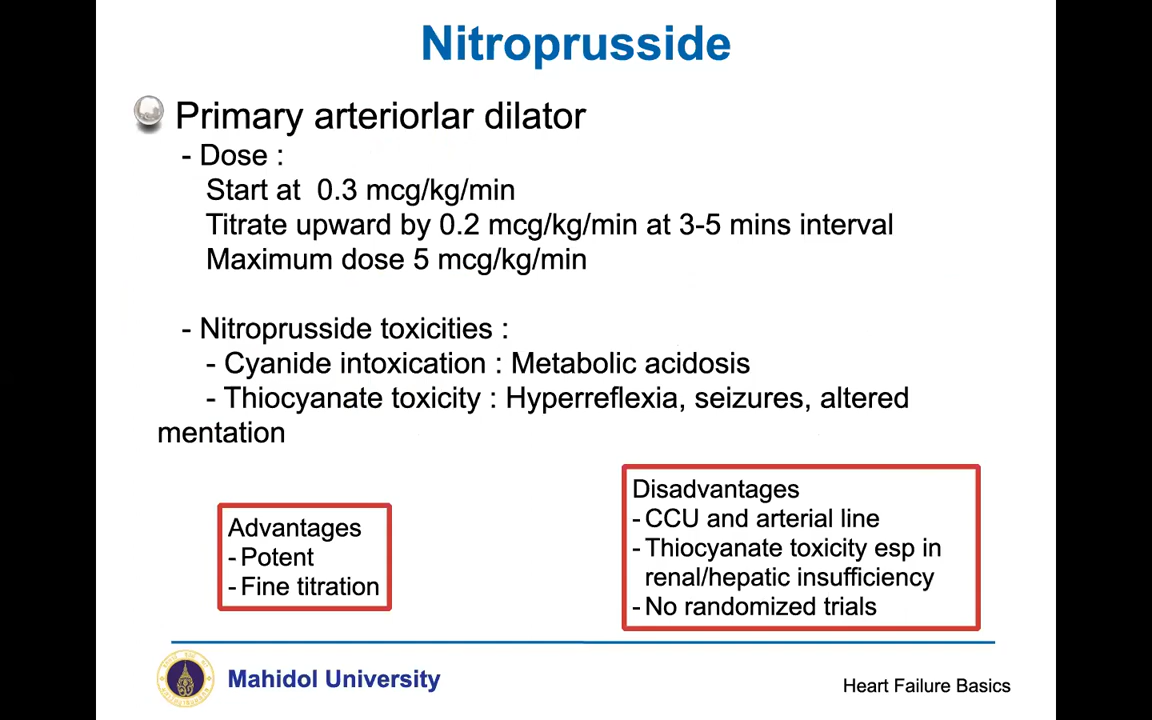 Nitroprusside
Primary arteriorlar dilator
- Dose :
Start at 0.3 mcg/kg/min
Titrate upward by 0.2 mcg/kg/min at 3-5 mins interval
Maximum dose 5 mcg/kg/min
- Nitroprusside toxicities :
- Cyanide intoxication : Metabolic acidosis
- Thiocyanate toxicity : Hyperreflexia, seizures, altered
mentation
Advantages
- Potent
- Fine titration
Disadvantages
- CCU and arterial line
- Thiocyanate toxicity esp in
renal/hepatic insufficiency
- No randomized trials
Mahidol University
Heart Failure Basics